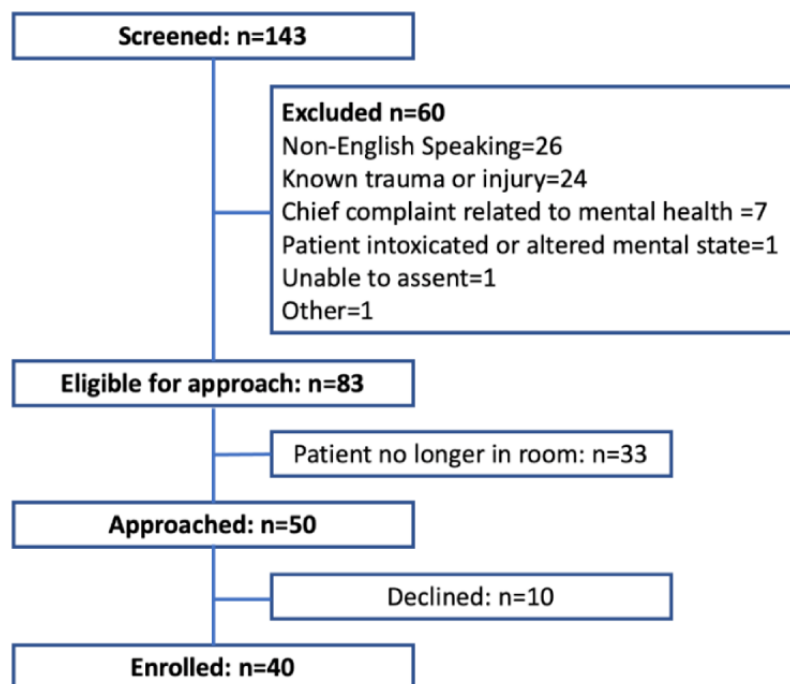 Screened: n=143
Excluded n=60
Non-English Speaking=26
Known trauma or injury=24
Chief complaint related to mental health =7
Patient intoxicated or altered mental state=1
Unable to assent=1
Other=1
Eligible for approach: n=83
Patient no longer in room: n=33
Approached: n=50
Declined: n=10
Enrolled: n=40